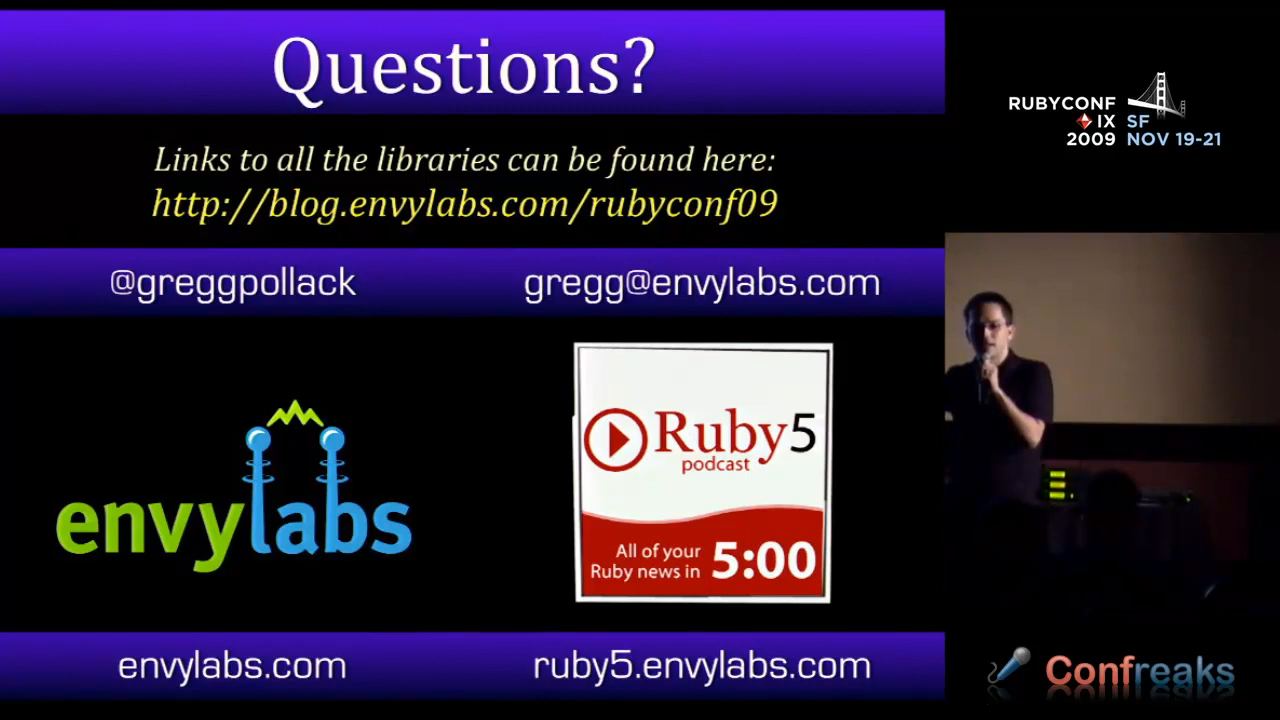 Questions?
Links to all the libraries can be found here:
http://blog.envylabs.com/rubyconf09
@greggpollack
gregg@envylabs.com
envylabs
Ruby5
podcast
All of your
Ruby news in
5:00
envylabs.com
ruby5.envylabs.com
RUBYCONF
IX SF
2009 NOV 19-21
Confreaks